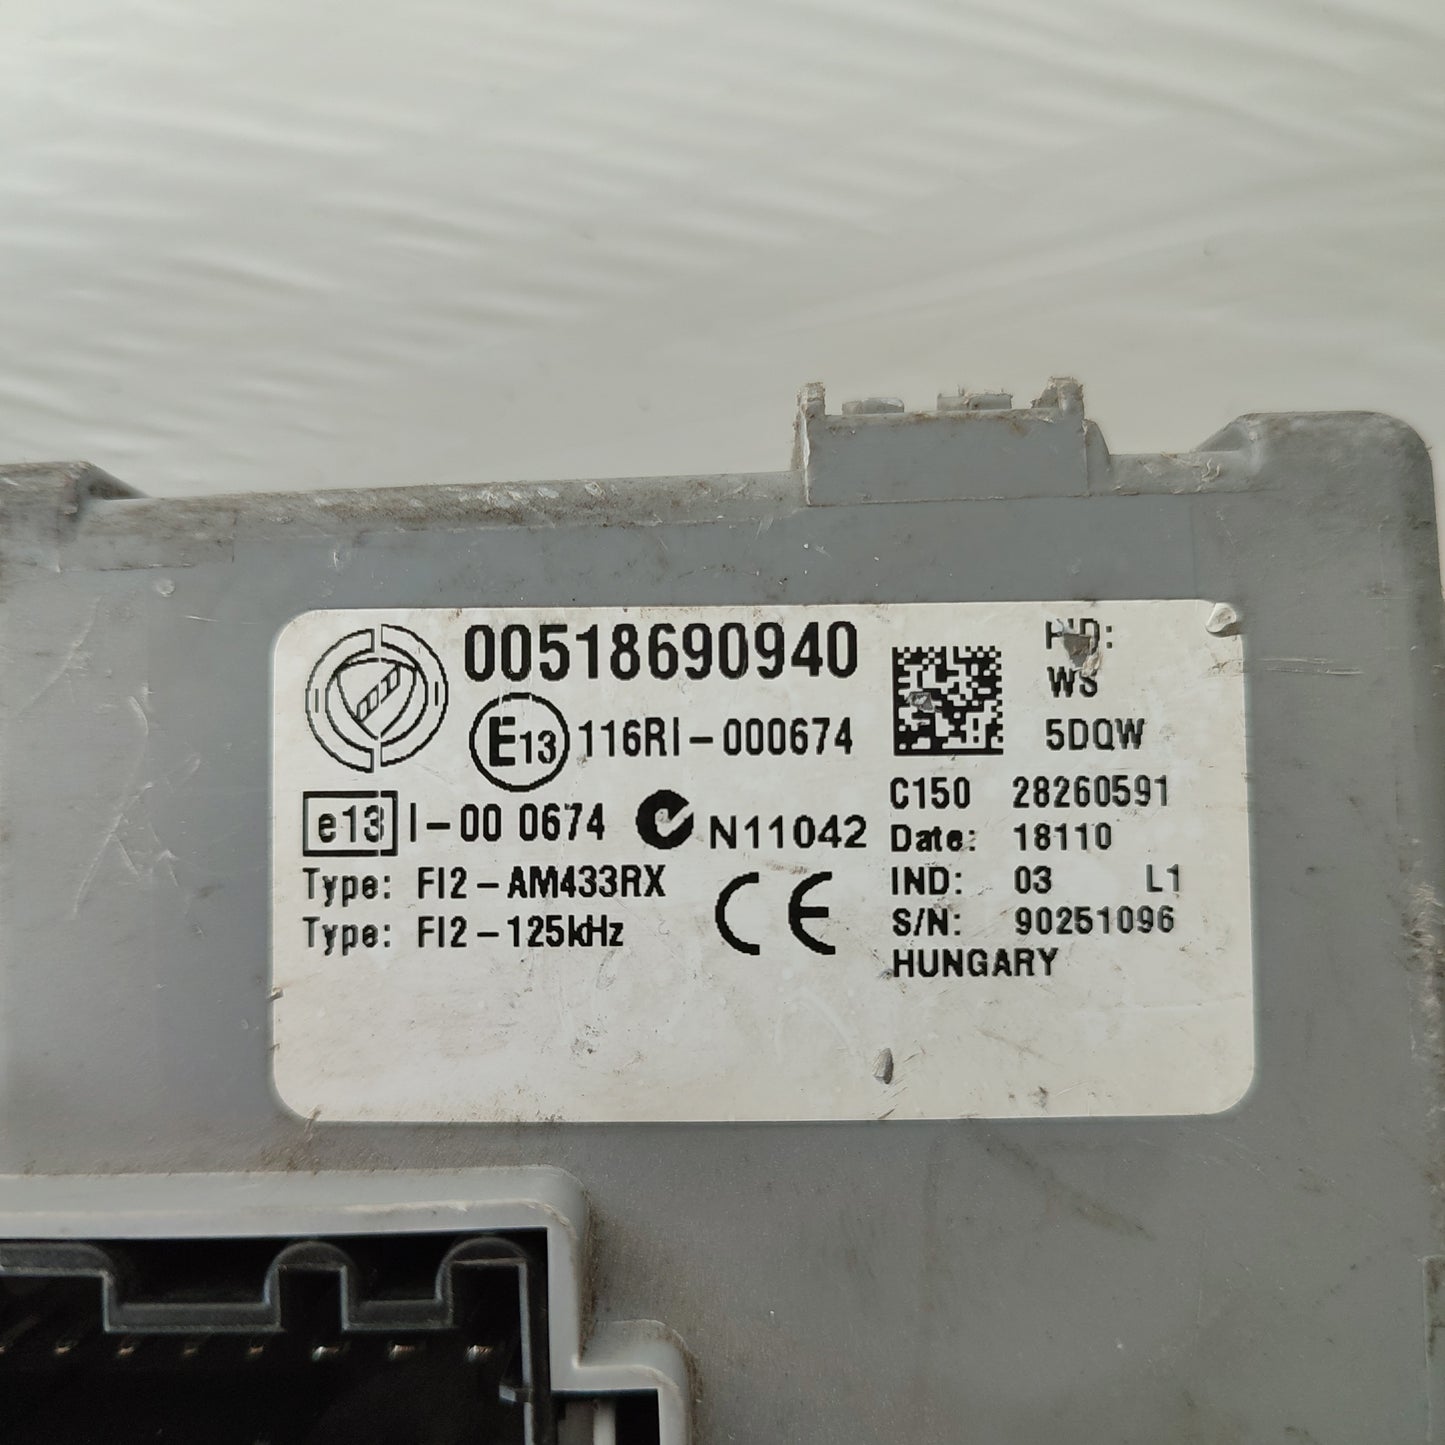 00518690940
E13 116RI-000674
e13 I-00 0674 N11042
Type: FI2-AM433RX
Type: FI2-125kHz
CE
WS
5DQW
C150 28260591
Date: 18110
IND: 03 L1
S/N: 90251096
HUNGARY